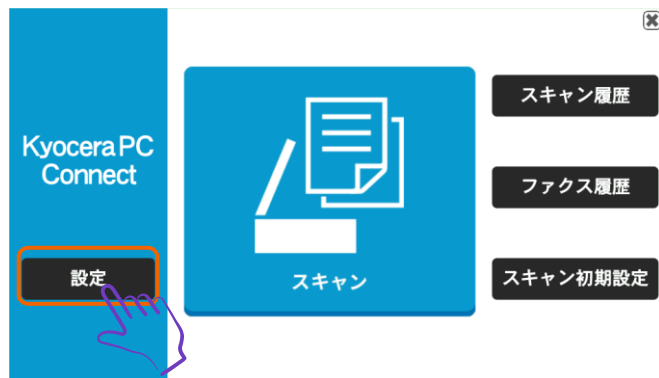 Kyocera PC
Connect
設定
スキャン
スキャン履歴
ファクス履歴
スキャン初期設定